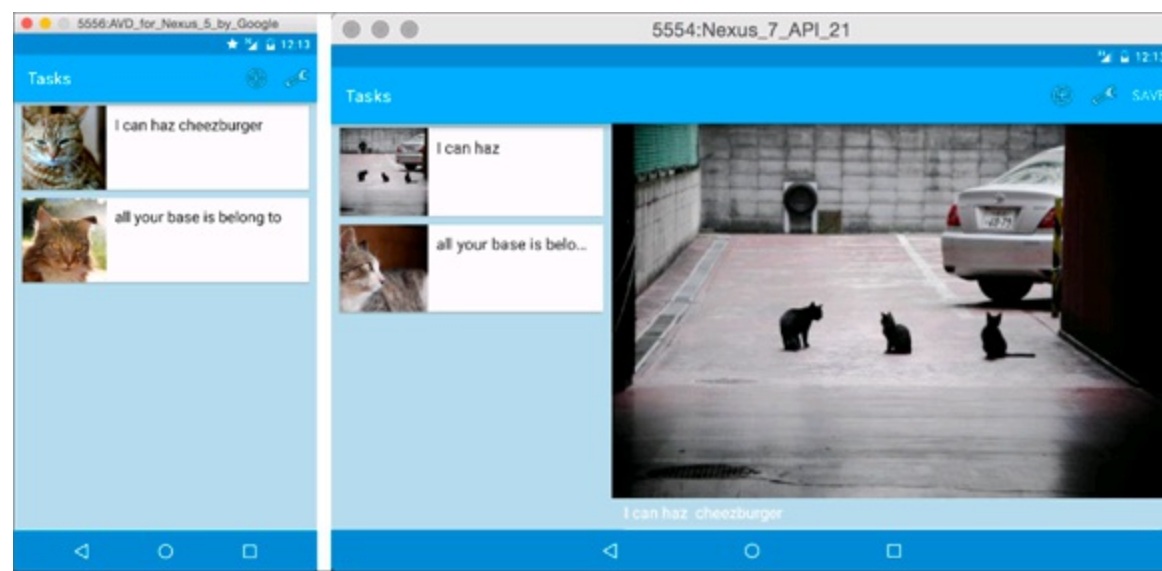 5556:AVD_for_Nexus_5_by_Google
12:13
Tasks
I can haz cheezburger
all your base is belong to
5554:Nexus_7_API_21
12:13
Tasks
SAVE
I can haz
all your base is belo...
I can haz cheezburger